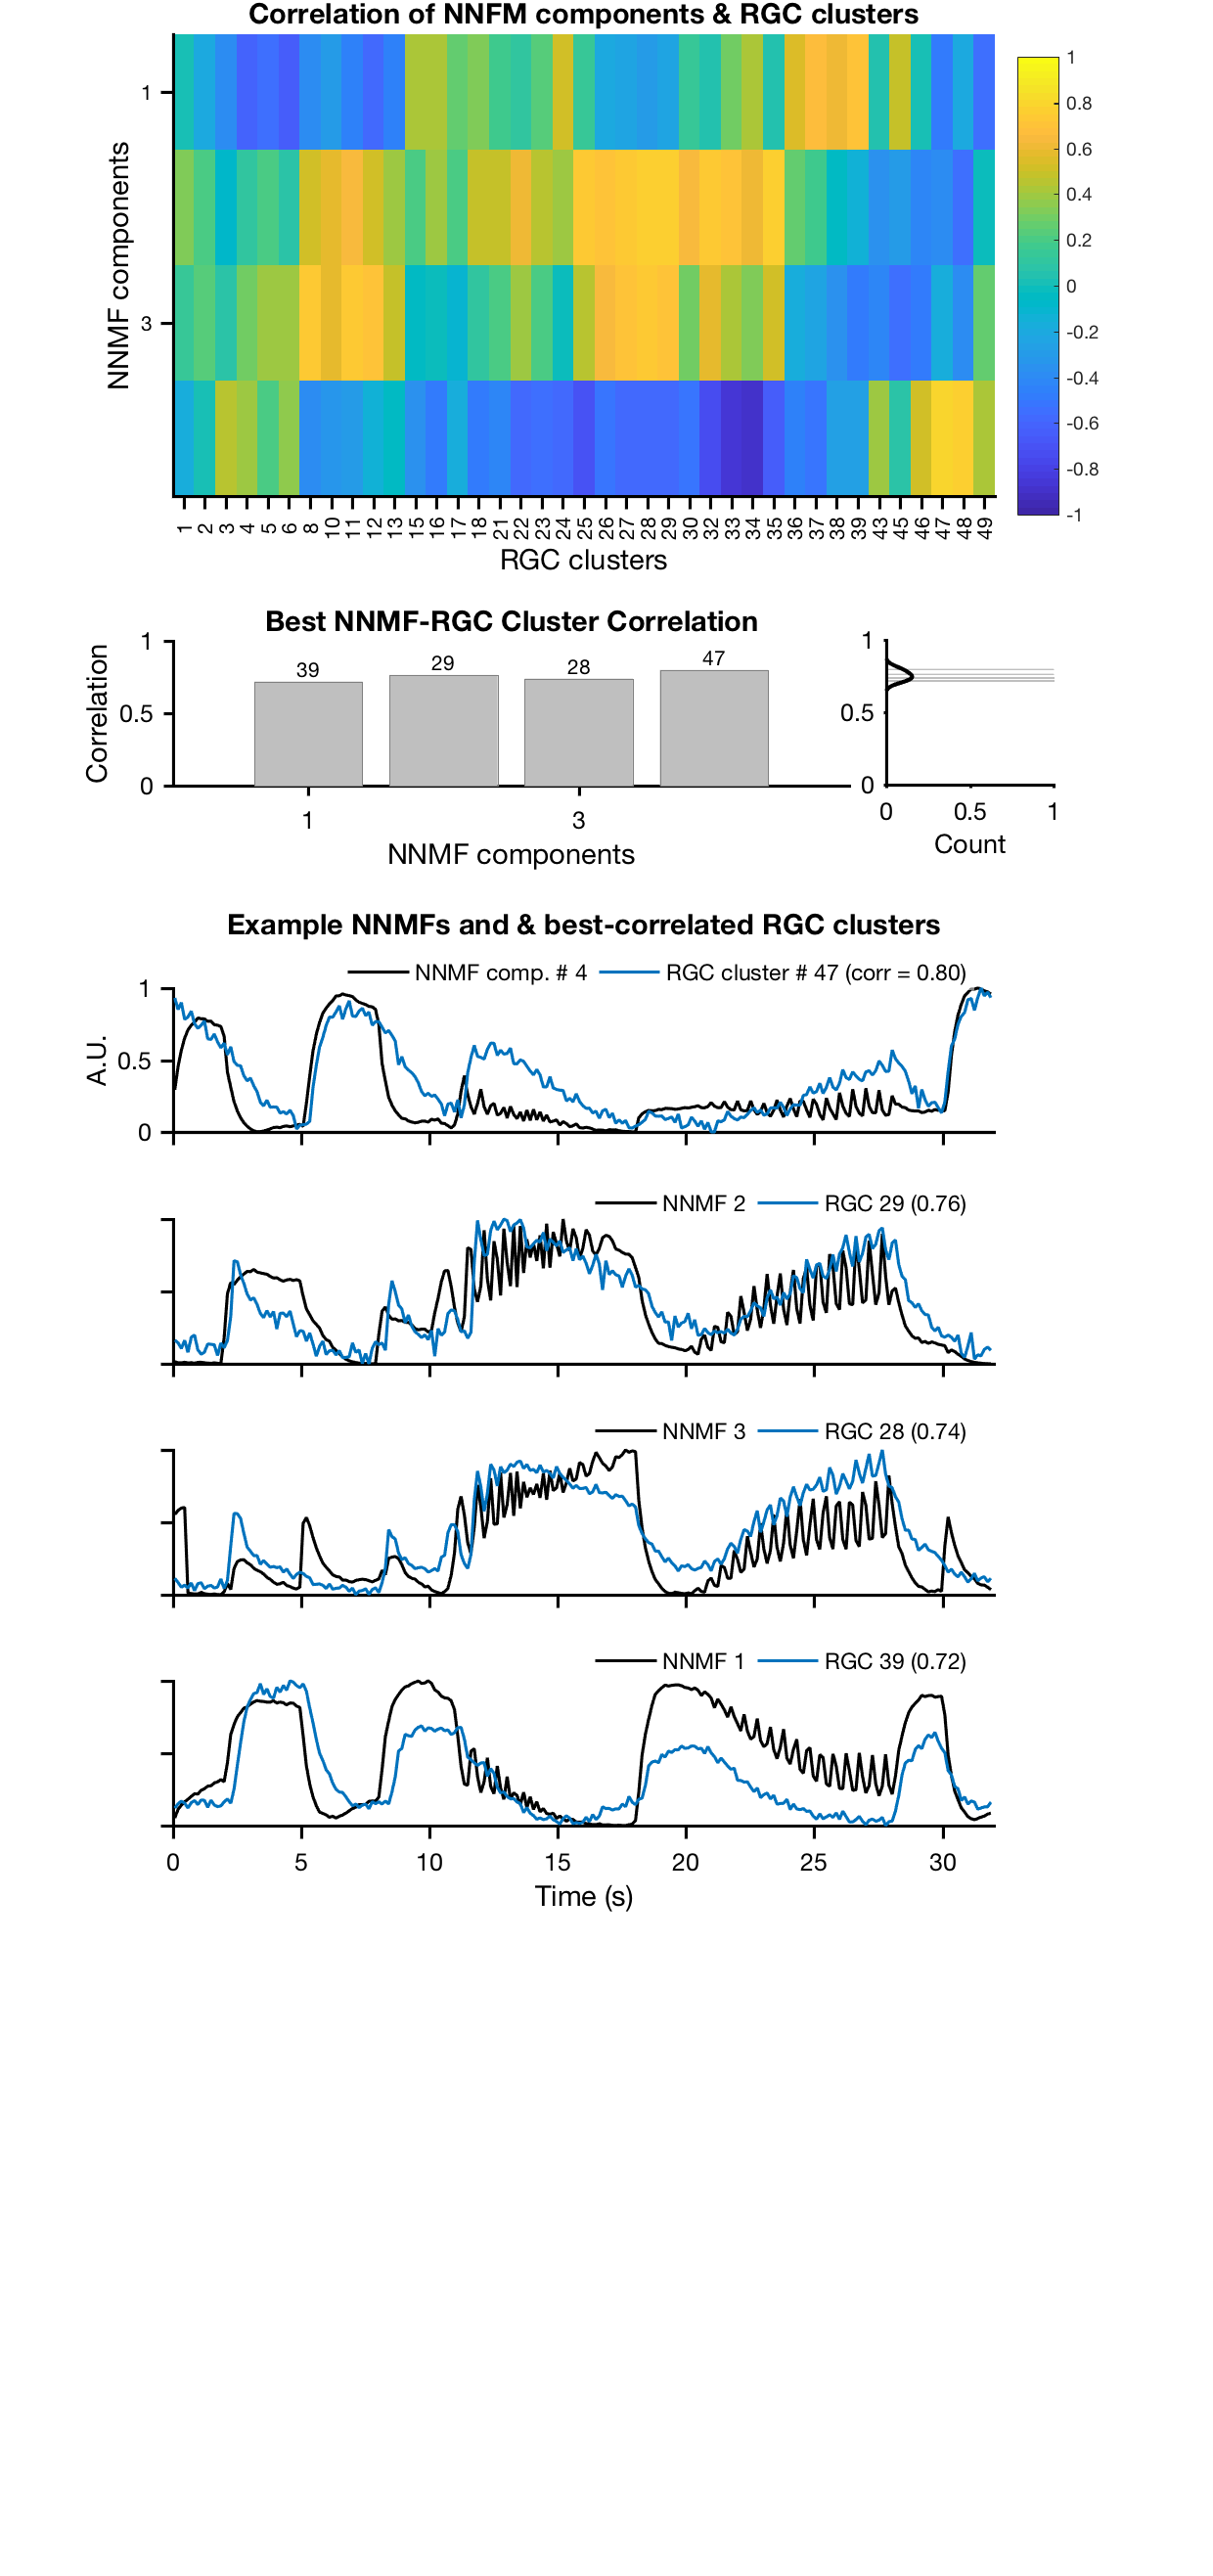 Correlation of NNFM components & RGC clusters
NNMF components
1
3
1
0.8
0.6
0.4
0.2
0
-0.2
-0.4
-0.6
-0.8
-1
1 2 3 4 5 6 8 10 11 12 13 15 16 17 18 21 22 23 24 25 26 27 28 29 30 32 33 34 35 36 37 38 39 43 45 46 47 48 49
RGC clusters
Best NNMF-RGC Cluster Correlation
Correlation
1
0.5
0
39 29 28 47
1 3
NNMF components
1
0.5
0
0 0.5 1
Count
Example NNMFs and & best-correlated RGC clusters
NNMF comp. # 4 RGC cluster # 47 (corr = 0.80)
A.U.
1
0.5
0
NNMF 2 RGC 29 (0.76)
NNMF 3 RGC 28 (0.74)
NNMF 1 RGC 39 (0.72)
0 5 10 15 20 25 30
Time (s)